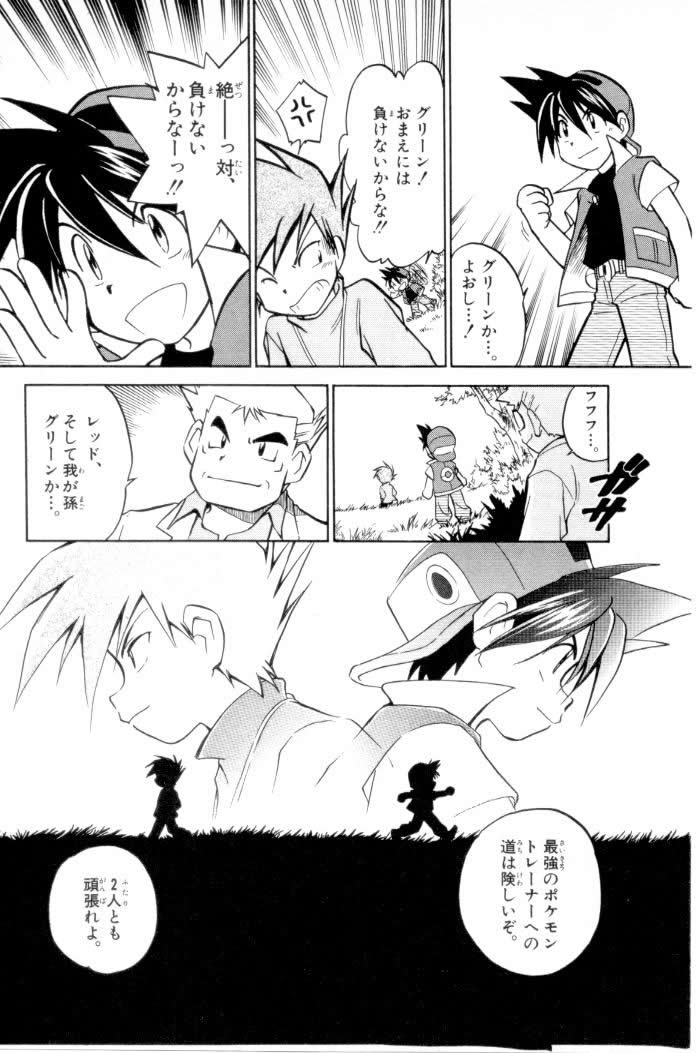 グリーンか…。
よおし…！
グリーン！
おまえには
負けないからな!!
絶——っ対、
負けない
からなーっ!!
フフフ…。
ザッ
ザッ
レッド、
そして我が孫
グリーンか…。
最強のポケモン
トレーナーへの
道は険しいぞ。
2人とも
頑張れよ。